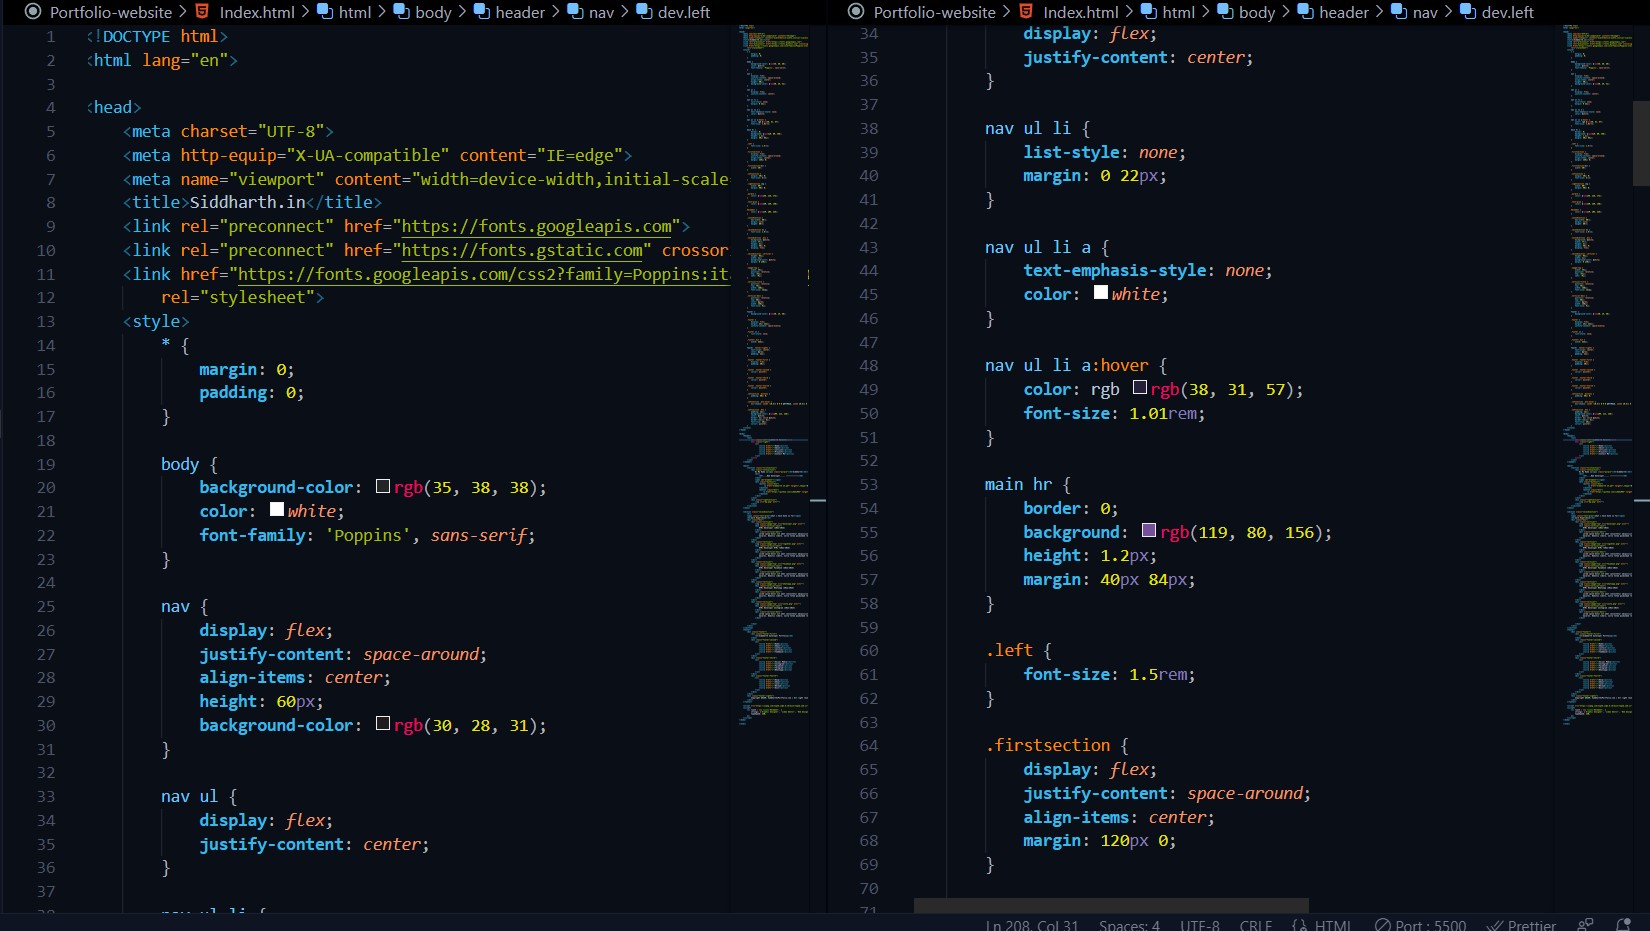 Portfolio-website > Index.html > html > body > header > nav > dev.left
1 <!DOCTYPE html>
2 <html lang="en">
3
4 <head>
5 <meta charset="UTF-8">
6 <meta http-equip="X-UA-compatible" content="IE=edge">
7 <meta name="viewport" content="width=device-width,initial-scale
8 <title>Siddharth.in</title>
9 <link rel="preconnect" href="https://fonts.googleapis.com">
10 <link rel="preconnect" href="https://fonts.gstatic.com" crossor
11 <link href="https://fonts.googleapis.com/css2?family=Poppins:ita
12 rel="stylesheet">
13 <style>
14 * {
15 margin: 0;
16 padding: 0;
17 }
18
19 body {
20 background-color: rgb(35, 38, 38);
21 color: white;
22 font-family: 'Poppins', sans-serif;
23 }
24
25 nav {
26 display: flex;
27 justify-content: space-around;
28 align-items: center;
29 height: 60px;
30 background-color: rgb(30, 28, 31);
31 }
32
33 nav ul {
34 display: flex;
35 justify-content: center;
36 }
37
38 nav ul li {
Portfolio-website > Index.html > html > body > header > nav > dev.left
34 display: flex;
35 justify-content: center;
36 }
37
38 nav ul li {
39 list-style: none;
40 margin: 0 22px;
41 }
42
43 nav ul li a {
44 text-emphasis-style: none;
45 color: white;
46 }
47
48 nav ul li a:hover {
49 color: rgb rgb(38, 31, 57);
50 font-size: 1.01rem;
51 }
52
53 main hr {
54 border: 0;
55 background: rgb(119, 80, 156);
56 height: 1.2px;
57 margin: 40px 84px;
58 }
59
60 .left {
61 font-size: 1.5rem;
62 }
63
64 .firstsection {
65 display: flex;
66 justify-content: space-around;
67 align-items: center;
68 margin: 120px 0;
69 }
70
71
Ln 208, Col 31 Spaces: 4 UTF-8 CRLF {} HTML Port : 5500 Prettier